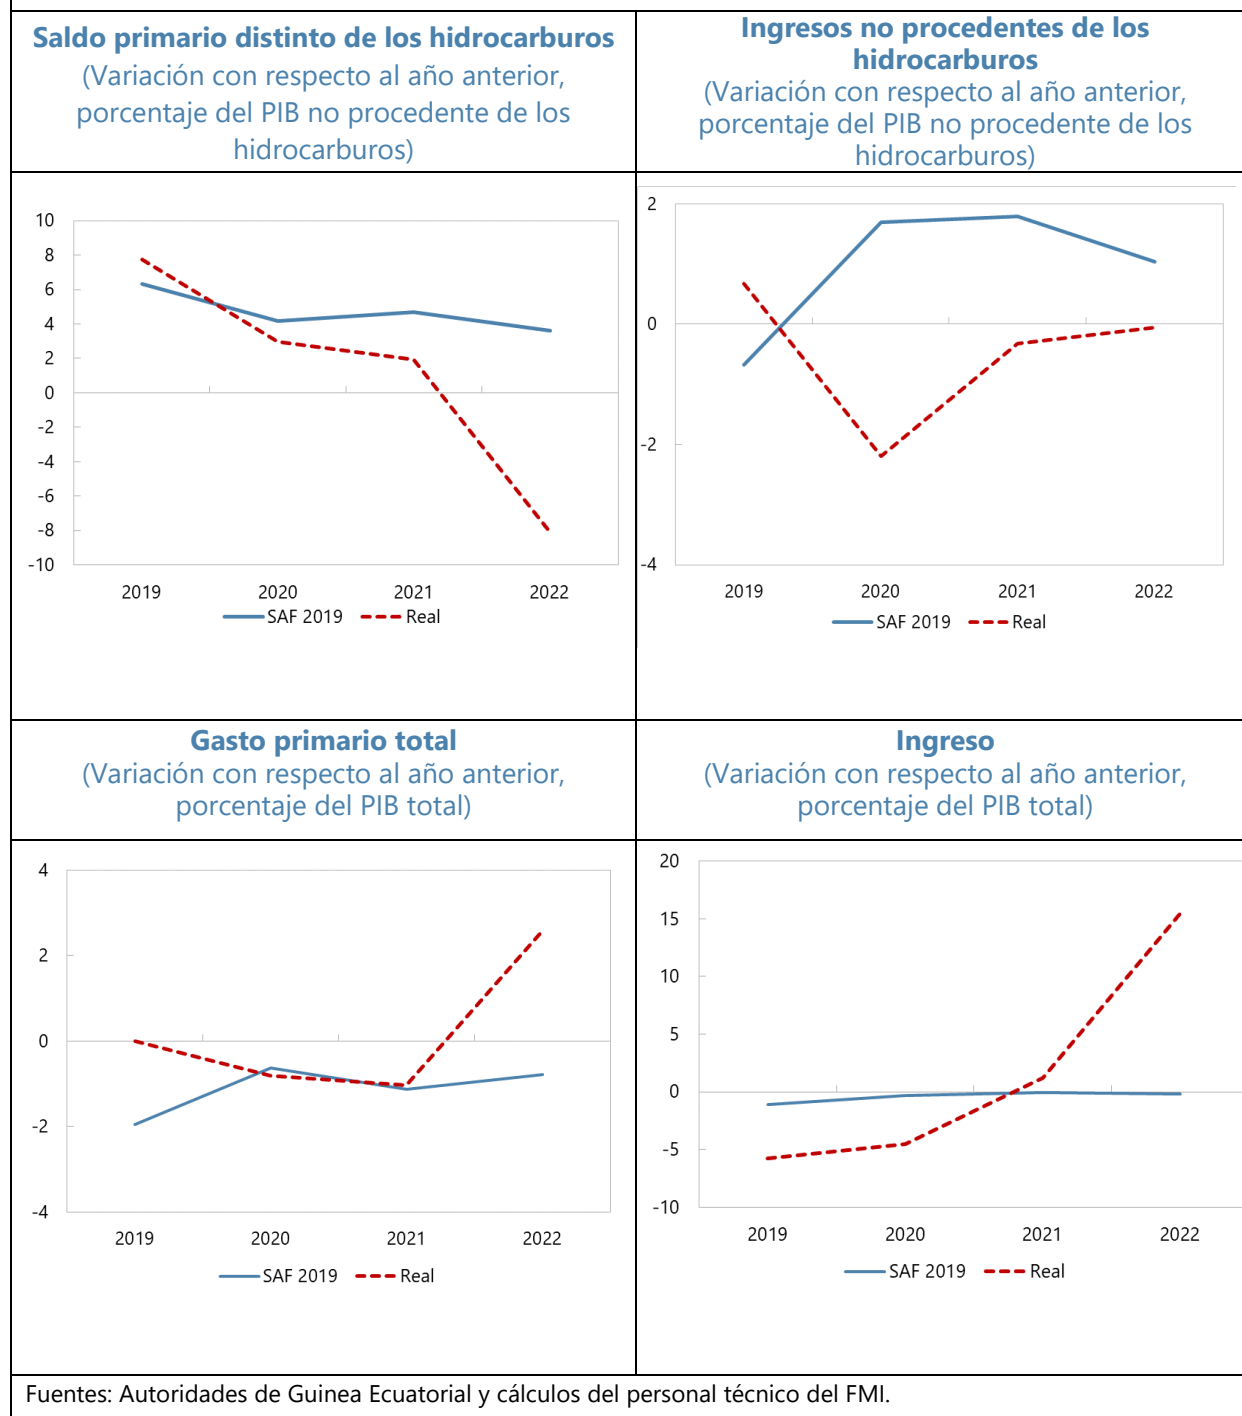 Saldo primario distinto de los hidrocarburos
(Variación con respecto al año anterior,
porcentaje del PIB no procedente de los
hidrocarburos)
Ingresos no procedentes de los
hidrocarburos
(Variación con respecto al año anterior,
porcentaje del PIB no procedente de los
hidrocarburos)
10
8
6
4
2
0
-2
-4
-6
-8
-10
2019 2020 2021 2022
SAF 2019 Real
2
0
-2
-4
2019 2020 2021 2022
SAF 2019 Real
Gasto primario total
(Variación con respecto al año anterior,
porcentaje del PIB total)
Ingreso
(Variación con respecto al año anterior,
porcentaje del PIB total)
4
2
0
-2
-4
2019 2020 2021 2022
SAF 2019 Real
20
15
10
5
0
-5
-10
2019 2020 2021 2022
SAF 2019 Real
Fuentes: Autoridades de Guinea Ecuatorial y cálculos del personal técnico del FMI.